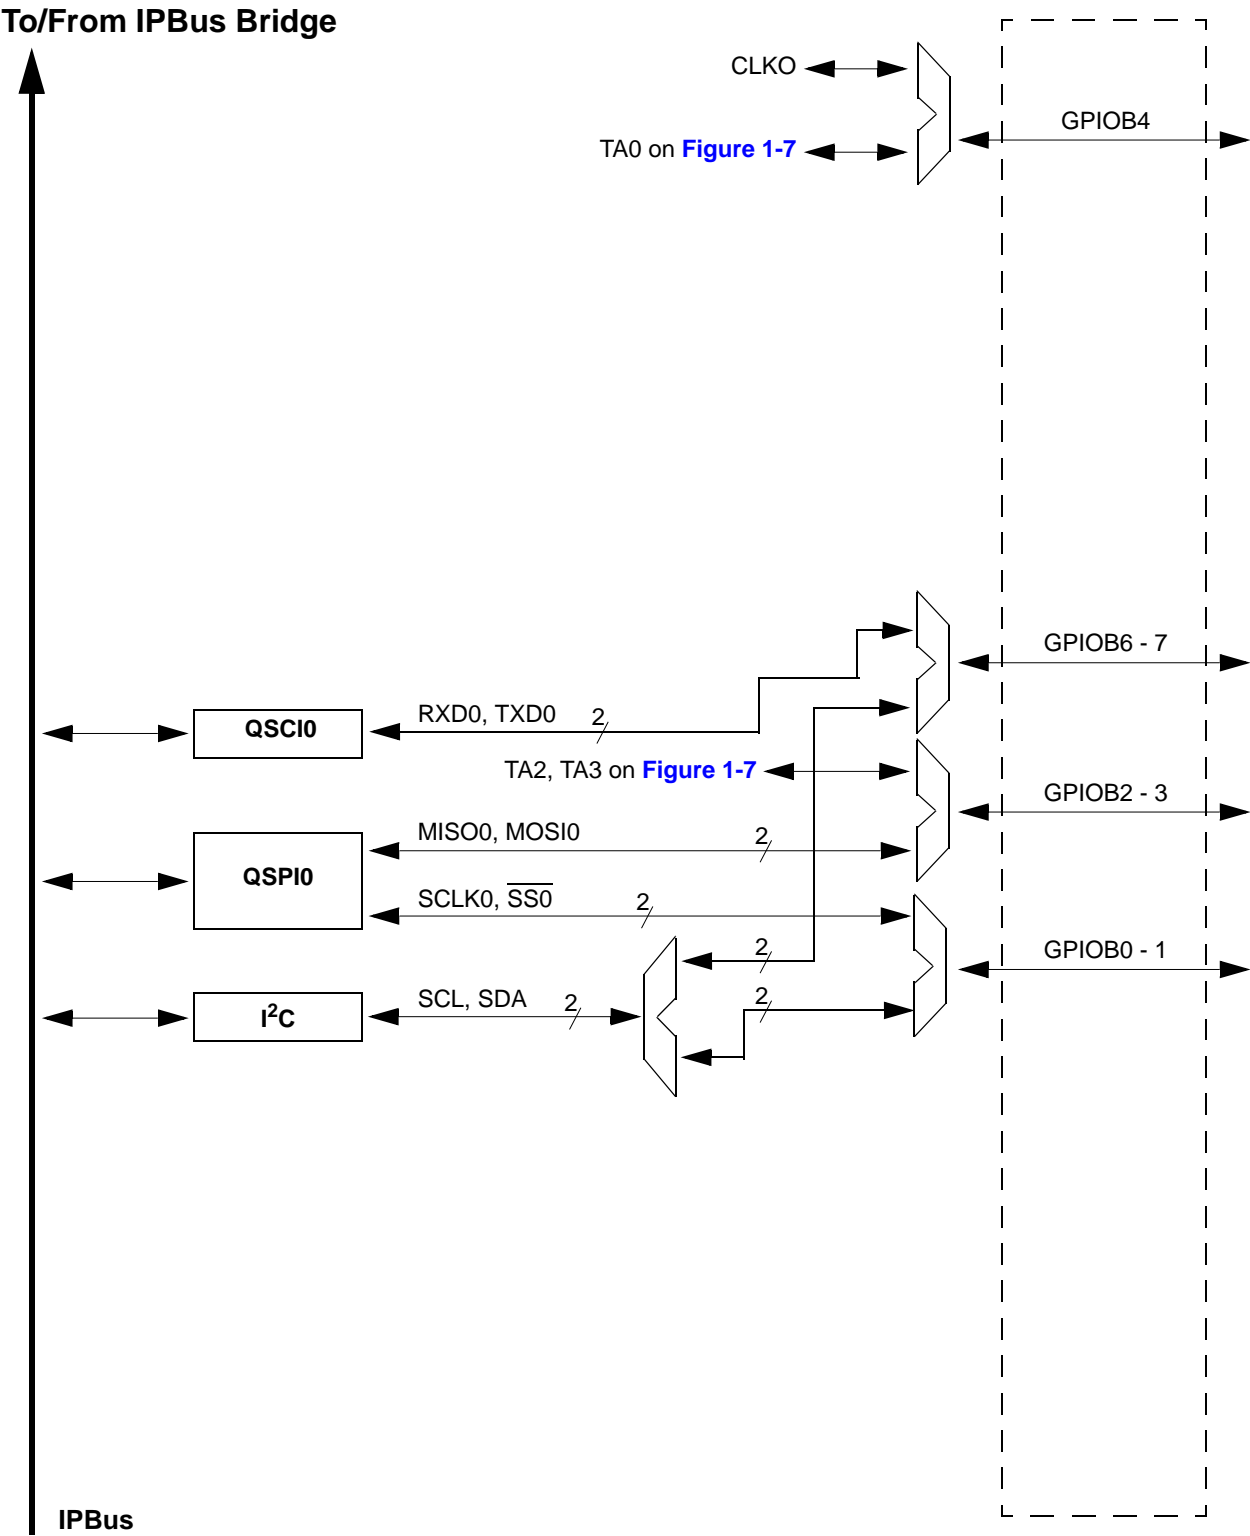 To/From IPBus Bridge
CLKO
TA0 on Figure 1-7
GPIOB4
GPIOB6 - 7
QSCI0
RXD0, TXD0
2
TA2, TA3 on Figure 1-7
GPIOB2 - 3
QSPI0
MISO0, MOSI0
2
SCLK0, S̅S̅0̅
2
2
GPIOB0 - 1
I²C
SCL, SDA
2
2
IPBus